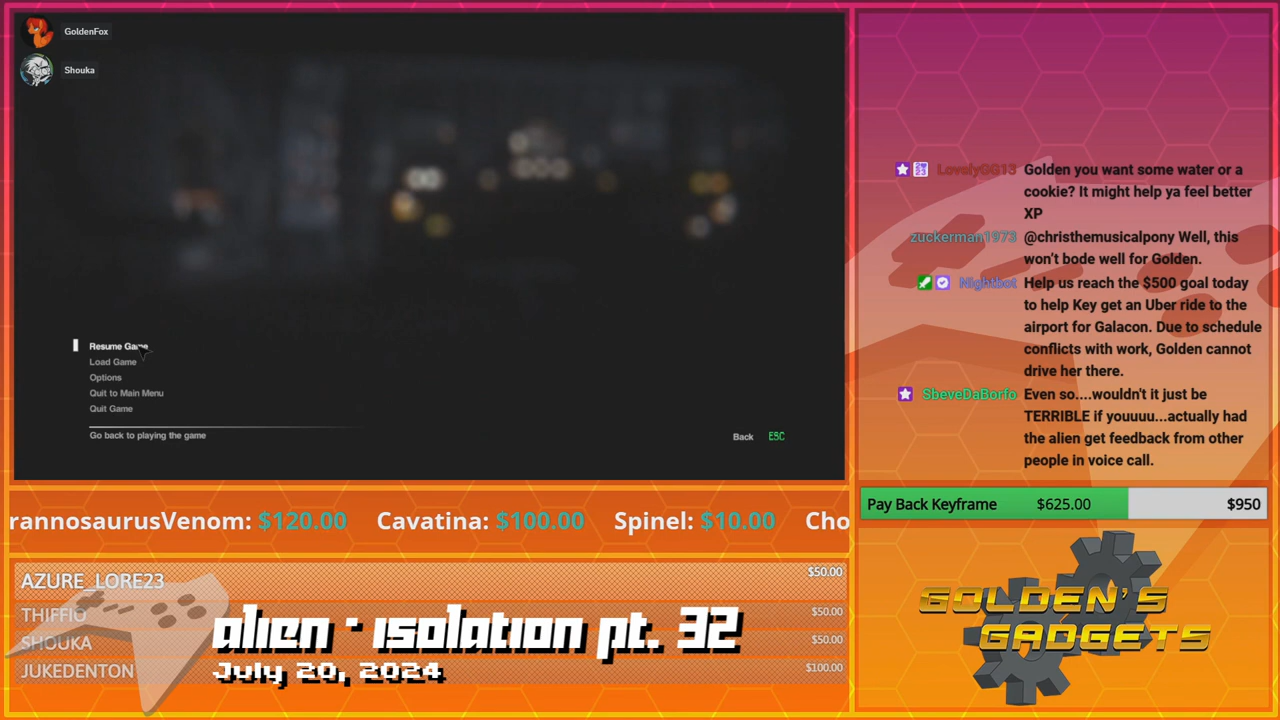 GoldenFox
Shouka
Resume Game
Load Game
Options
Quit to Main Menu
Quit Game
Go back to playing the game
Back ESC
LovelyGG13 Golden you want some water or a
cookie? It might help ya feel better
XP
zuckerman1973 @christhemusicalpony Well, this
won't bode well for Golden.
Nightbot Help us reach the $500 goal today
to help Key get an Uber ride to the
airport for Galacon. Due to schedule
conflicts with work, Golden cannot
drive her there.
SbeveDaBorfo Even so....wouldn't it just be
TERRIBLE if youuuu...actually had
the alien get feedback from other
people in voice call.
Pay Back Keyframe $625.00 $950
rannosaurusVenom: $120.00 Cavatina: $100.00 Spinel: $10.00 Cho
AZURE_LORE23 $50.00
THIFFIO $50.00
SHOUKA $50.00
JUKEDENTON $100.00
alien: isolation pt. 32
July 20, 2024
GOLDEN'S
GADGETS